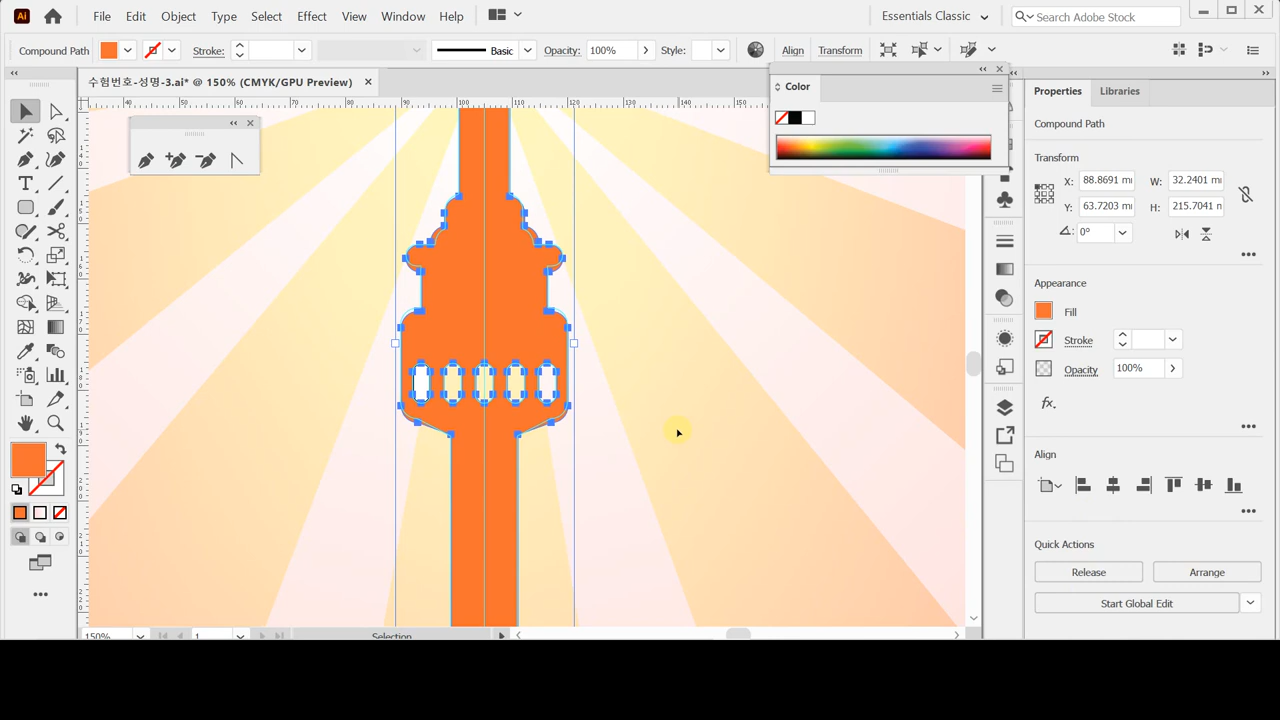 Ai File Edit Object Type Select Effect View Window Help Essentials Classic Search Adobe Stock
Compound Path Stroke: Basic Opacity: 100% Style: Align Transform
수험번호-성명-3.ai* @ 150% (CMYK/GPU Preview)
Color
Properties Libraries
Compound Path
Transform
X: 88.8691 W: 32.2401
Y: 63.7203 H: 215.7041
0°
Appearance
Fill
Stroke
Opacity 100%
fx.
Align
Quick Actions
Release Arrange
Start Global Edit
150% 1 Selection